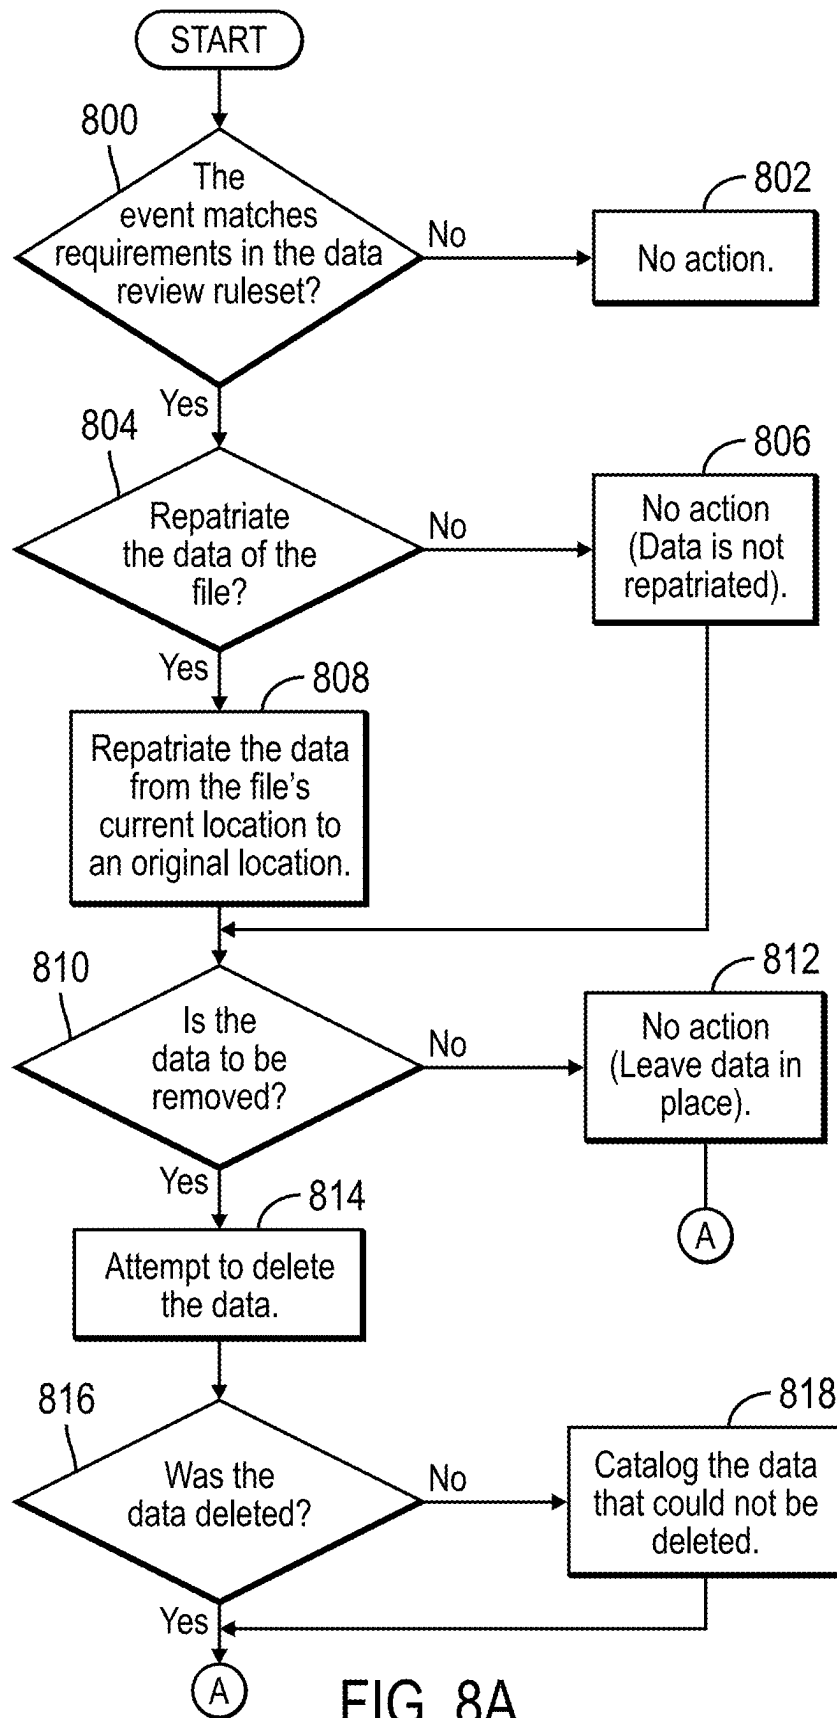 START
800
The
event matches
requirements in the data
review ruleset?
No
802
No action.
Yes
804
Repatriate
the data of the
file?
No
806
No action
(Data is not
repatriated).
Yes
808
Repatriate the data
from the file's
current location to
an original location.
810
Is the
data to be
removed?
No
812
No action
(Leave data in
place).
A
Yes
814
Attempt to delete
the data.
816
Was the
data deleted?
No
818
Catalog the data
that could not be
deleted.
Yes
A
FIG. 8A